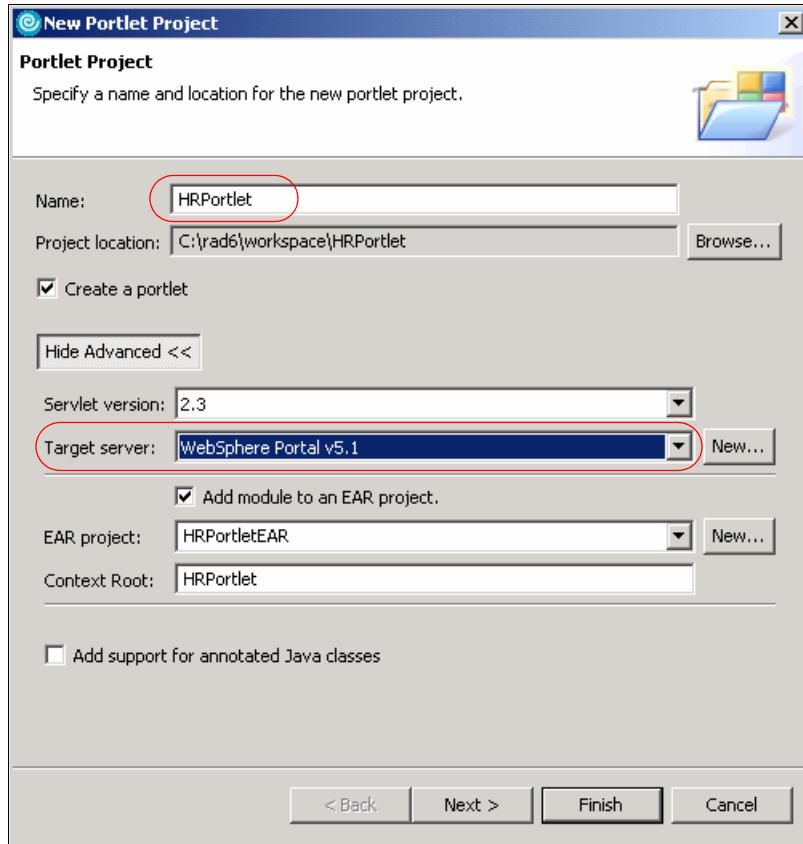 New Portlet Project
Portlet Project
Specify a name and location for the new portlet project.
Name: HRPortlet
Project location: C:\rad6\workspace\HRPortlet Browse...
Create a portlet
Hide Advanced <<
Servlet version: 2.3
Target server: WebSphere Portal v5.1 New...
Add module to an EAR project.
EAR project: HRPortletEAR New...
Context Root: HRPortlet
Add support for annotated Java classes
< Back Next > Finish Cancel